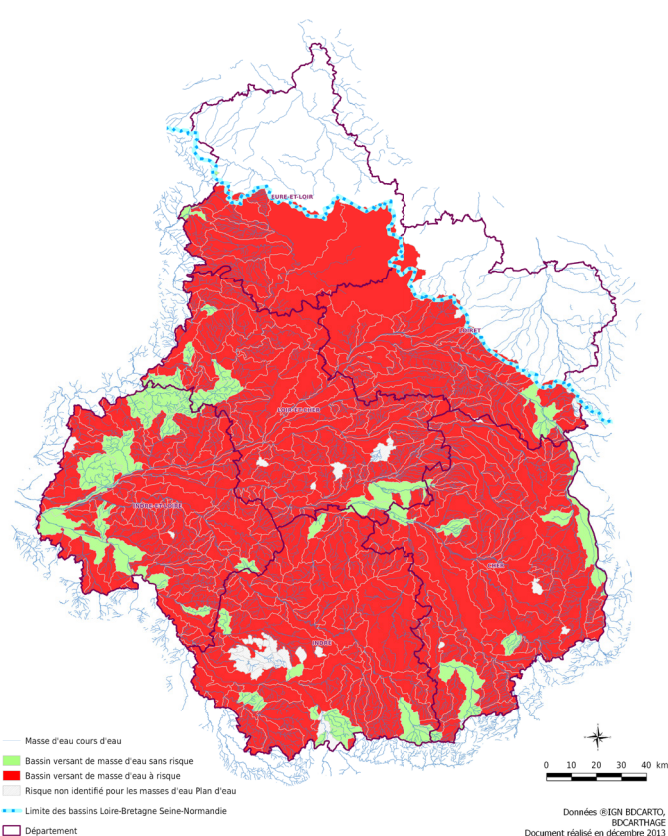 EURE-ET-LOIR
LOIRET
LOIR-ET-CHER
INDRE-ET-LOIRE
CHER
INDRE
Masse d'eau cours d'eau
Bassin versant de masse d'eau sans risque
Bassin versant de masse d'eau à risque
Risque non identifié pour les masses d'eau Plan d'eau
Limite des bassins Loire-Bretagne Seine-Normandie
Département
0 10 20 30 40 km
Données ®IGN BDCARTO,
BDCARTHAGE
Document réalisé en décembre 2013